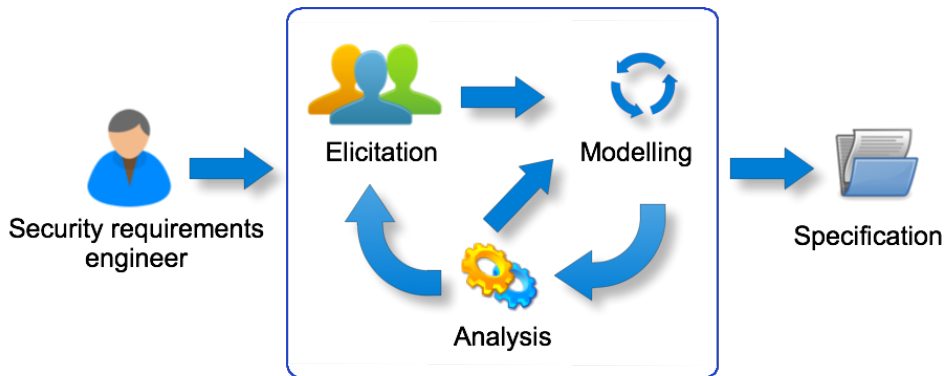 Elicitation
Modelling
Security requirements
engineer
Specification
Analysis